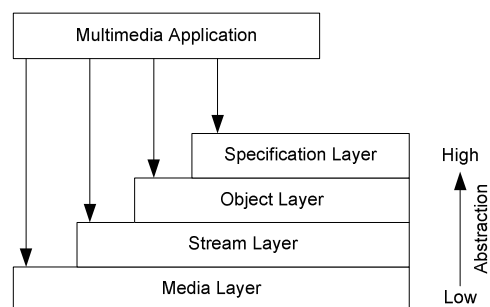 Multimedia Application
Specification Layer
High
Object Layer
Stream Layer
Abstraction
Media Layer
Low